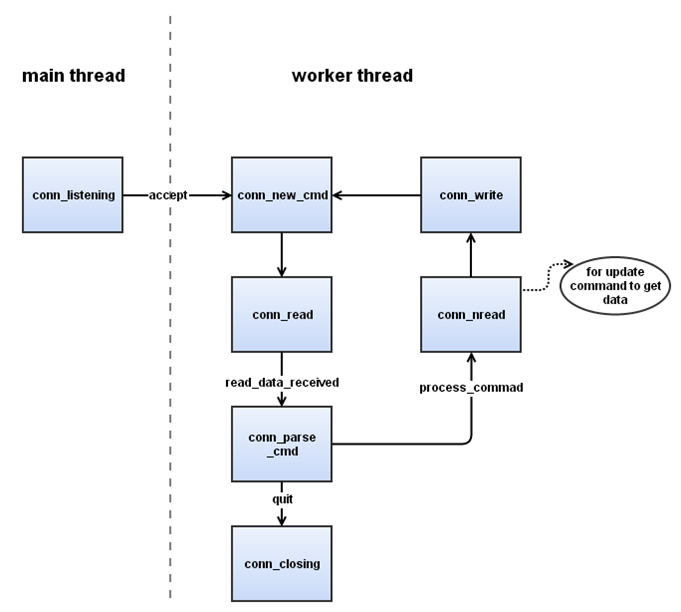 main thread
worker thread
conn_listening
accept
conn_new_cmd
conn_write
conn_read
conn_nread
for update
command to get
data
read_data_received
process_commad
conn_parse
_cmd
quit
conn_closing